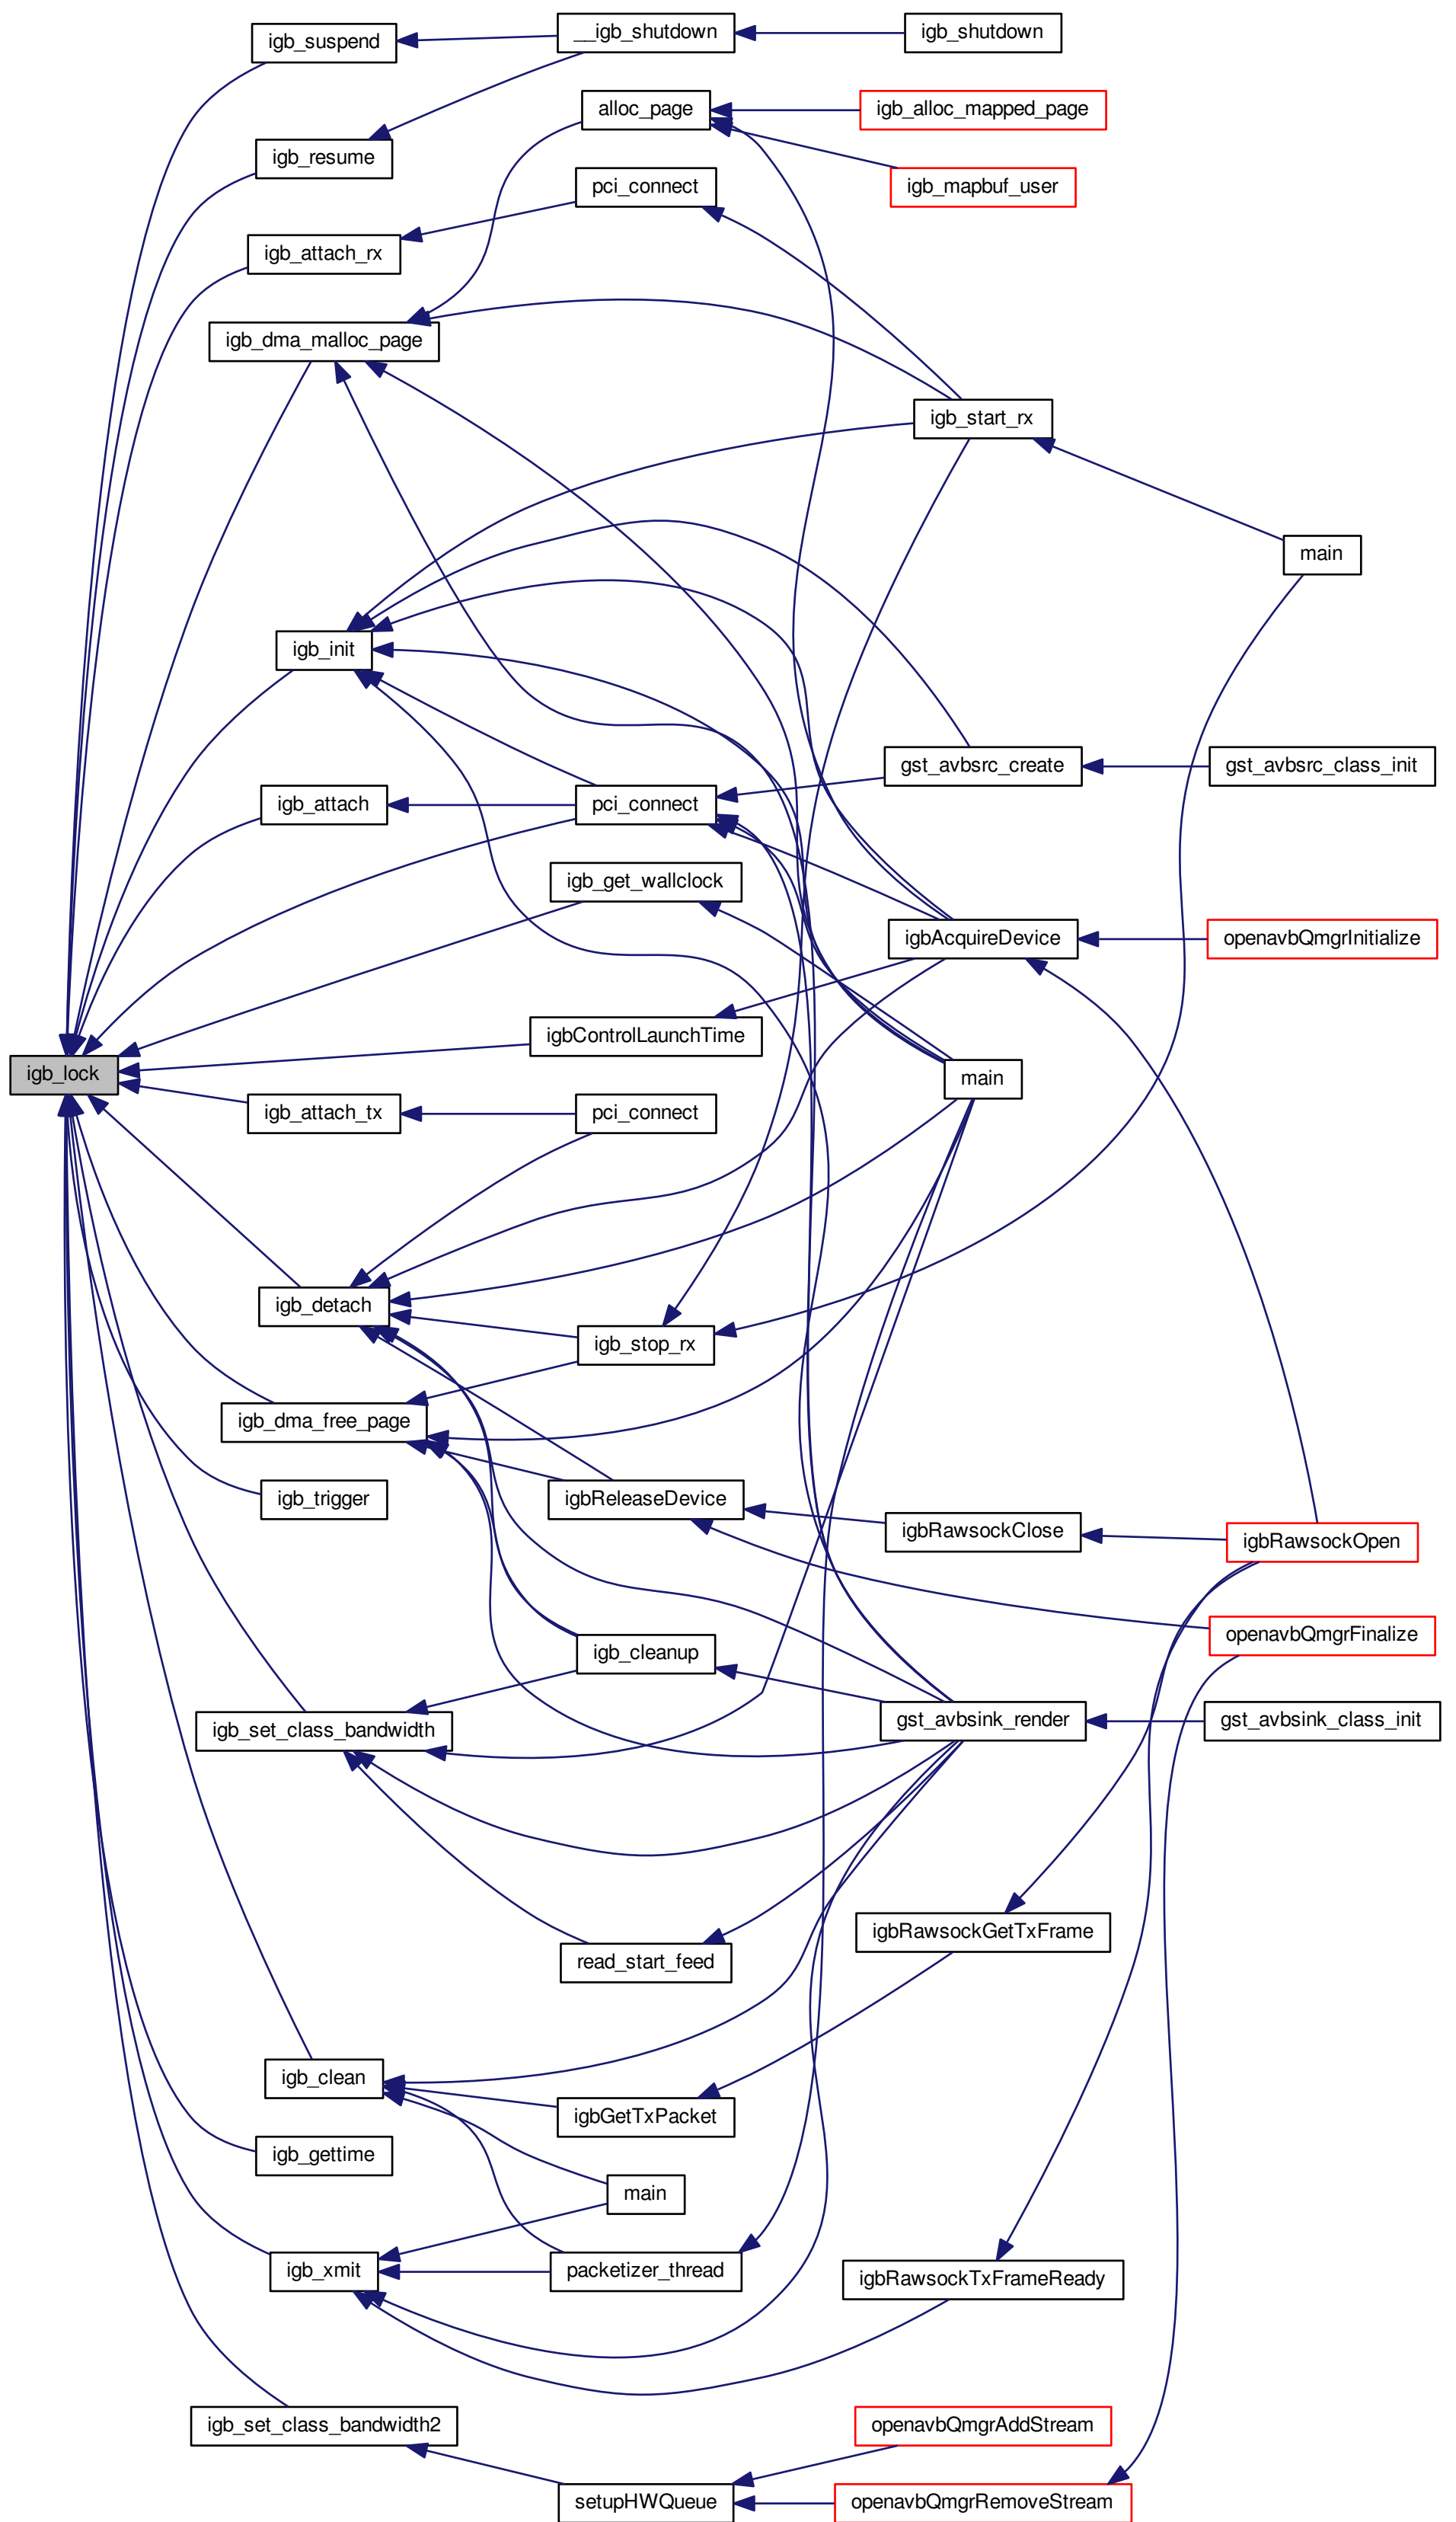 igb_suspend
__igb_shutdown
igb_shutdown
alloc_page
igb_alloc_mapped_page
igb_resume
pci_connect
igb_mapbuf_user
igb_attach_rx
igb_dma_malloc_page
igb_start_rx
main
igb_init
gst_avbsrc_create
gst_avbsrc_class_init
igb_attach
pci_connect
igb_get_wallclock
igbAcquireDevice
openavbQmgrInitialize
igbControlLaunchTime
igb_lock
main
igb_attach_tx
pci_connect
igb_detach
igb_stop_rx
igb_dma_free_page
igb_trigger
igbReleaseDevice
igbRawsockClose
igbRawsockOpen
igb_cleanup
openavbQmgrFinalize
igb_set_class_bandwidth
gst_avbsink_render
gst_avbsink_class_init
igbRawsockGetTxFrame
read_start_feed
igb_clean
igbGetTxPacket
igb_gettime
main
igb_xmit
packetizer_thread
igbRawsockTxFrameReady
igb_set_class_bandwidth2
openavbQmgrAddStream
setupHWQueue
openavbQmgrRemoveStream